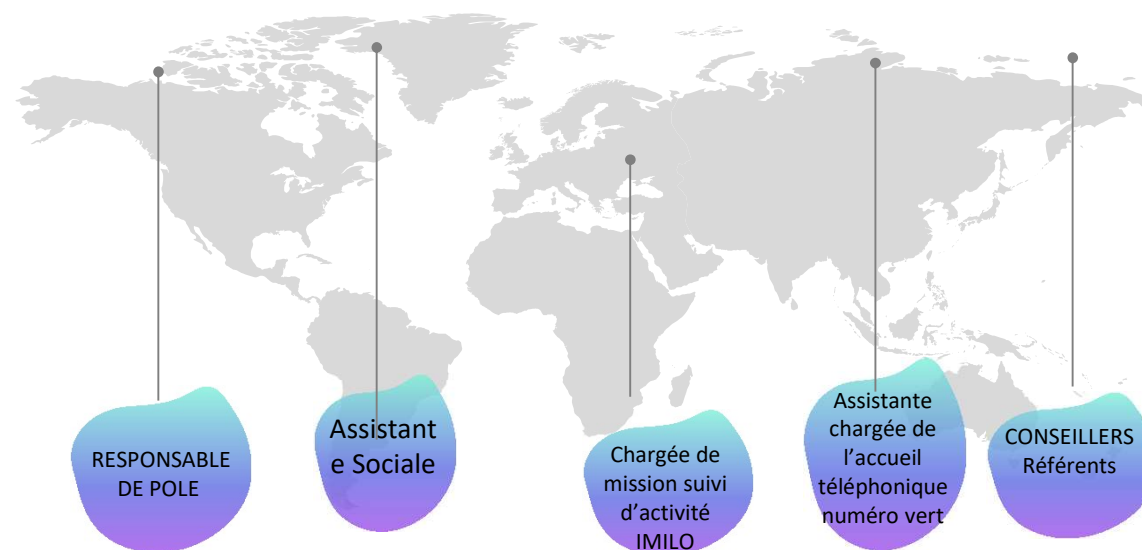 RESPONSABLE
DE POLE
Assistant
e Sociale
Chargée de
mission suivi
d’activité
IMILO
Assistante
chargée de
l’accueil
téléphonique
numéro vert
CONSEILLERS
Référents